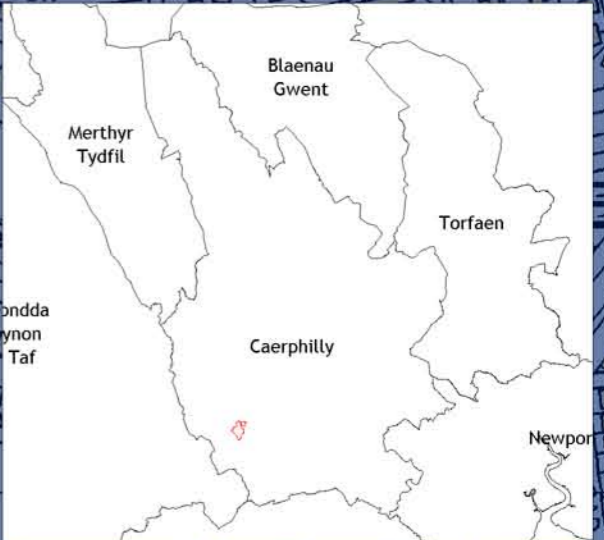 Blaenau
Gwent
Merthyr
Tydfil
Torfaen
ondda
ynon
Taf
Caerphilly
Newpor